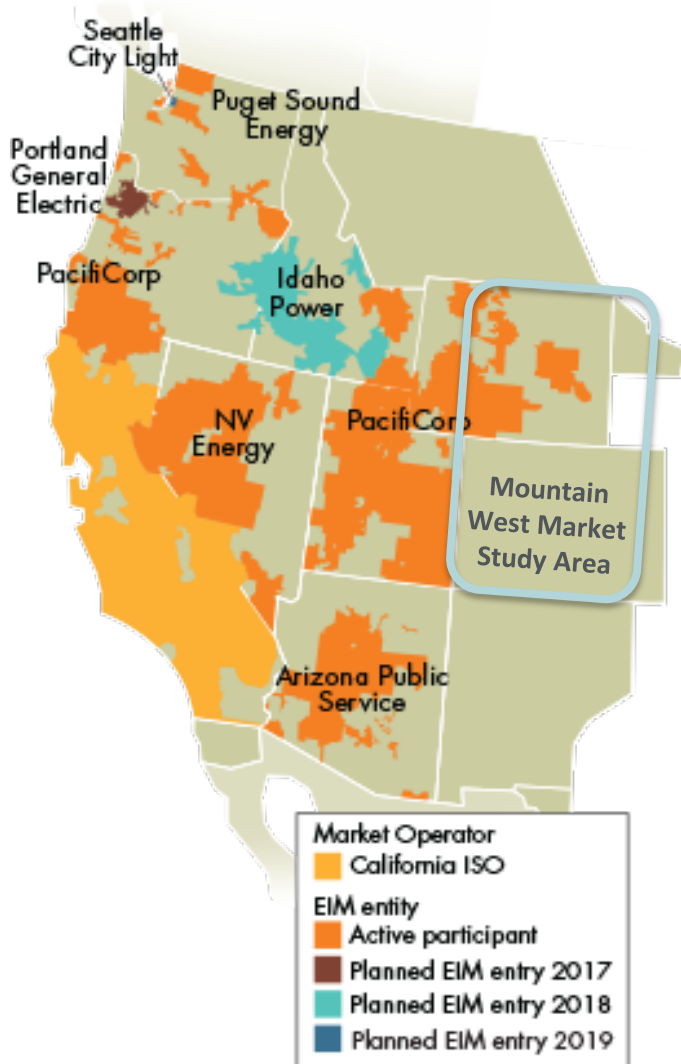 Seattle
City Light
Puget Sound
Energy
Portland
General
Electric
PacifiCorp
Idaho
Power
NV
Energy
PacifiCorp
Mountain
West Market
Study Area
Arizona Public
Service
Market Operator
California ISO
EIM entity
Active participant
Planned EIM entry 2017
Planned EIM entry 2018
Planned EIM entry 2019